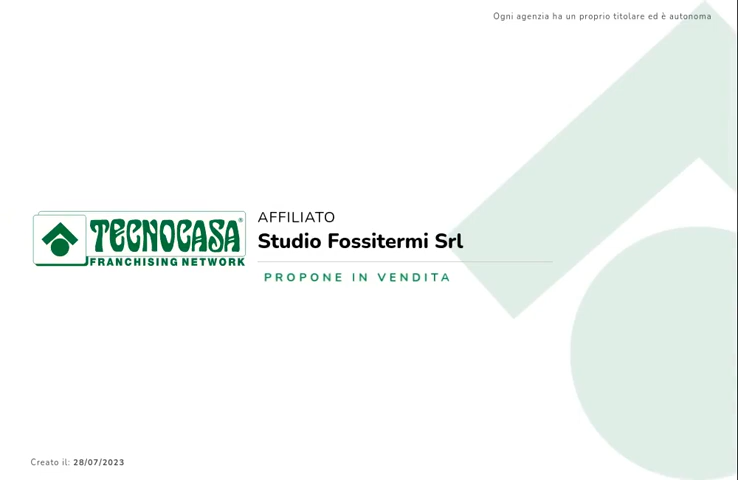 Ogni agenzia ha un proprio titolare ed è autonoma
TECNOCASA®
FRANCHISING NETWORK
AFFILIATO
Studio Fossitermi Srl
PROPONE IN VENDITA
Creato il: 28/07/2023